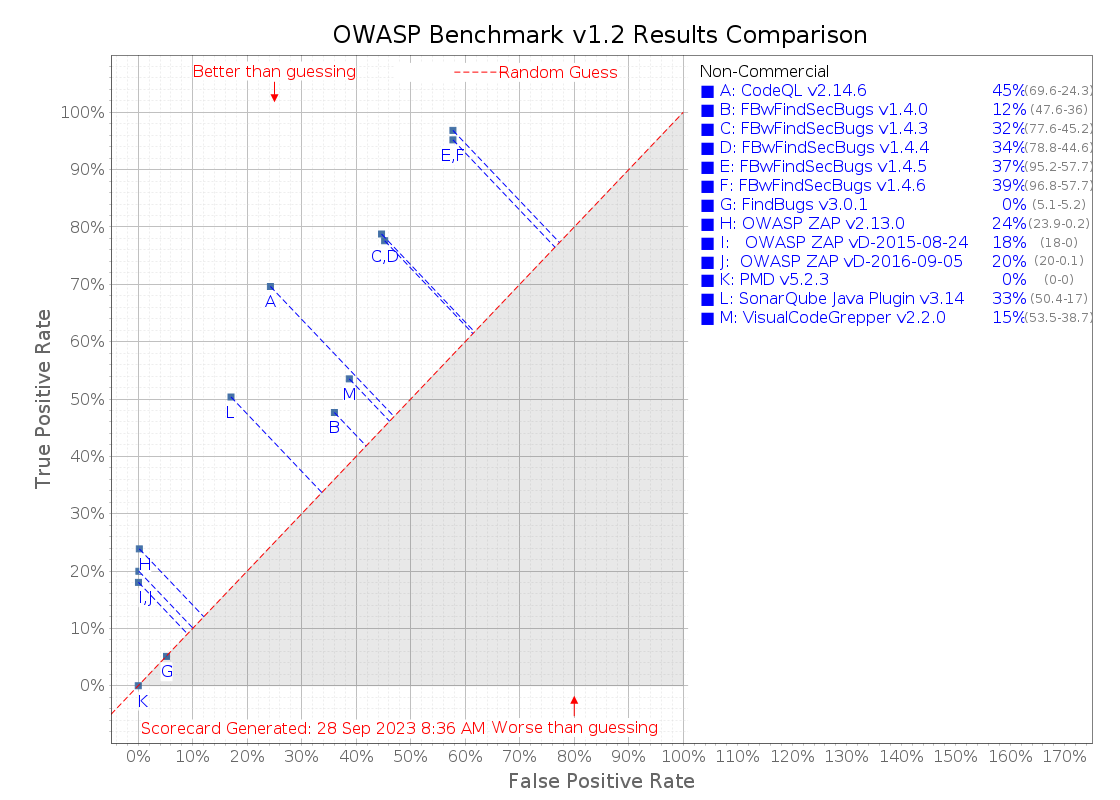 OWASP Benchmark v1.2 Results Comparison
Better than guessing
Random Guess
Non-Commercial
A: CodeQL v2.14.6 45% (69.6-24.3)
B: FBwFindSecBugs v1.4.0 12% (47.6-36)
C: FBwFindSecBugs v1.4.3 32% (77.6-45.2)
D: FBwFindSecBugs v1.4.4 34% (78.8-44.6)
E: FBwFindSecBugs v1.4.5 37% (95.2-57.7)
F: FBwFindSecBugs v1.4.6 39% (96.8-57.7)
G: FindBugs v3.0.1 0% (5.1-5.2)
H: OWASP ZAP v2.13.0 24% (23.9-0.2)
I: OWASP ZAP vD-2015-08-24 18% (18-0)
J: OWASP ZAP vD-2016-09-05 20% (20-0.1)
K: PMD v5.2.3 0% (0-0)
L: SonarQube Java Plugin v3.14 33% (50.4-17)
M: VisualCodeGrepper v2.2.0 15% (53.5-38.7)
100%
90%
80%
70%
60%
50%
40%
30%
20%
10%
0%
True Positive Rate
E,F
C,D
A
M
L
B
H
I,J
G
K
Scorecard Generated: 28 Sep 2023 8:36 AM
Worse than guessing
0% 10% 20% 30% 40% 50% 60% 70% 80% 90% 100% 110% 120% 130% 140% 150% 160% 170%
False Positive Rate